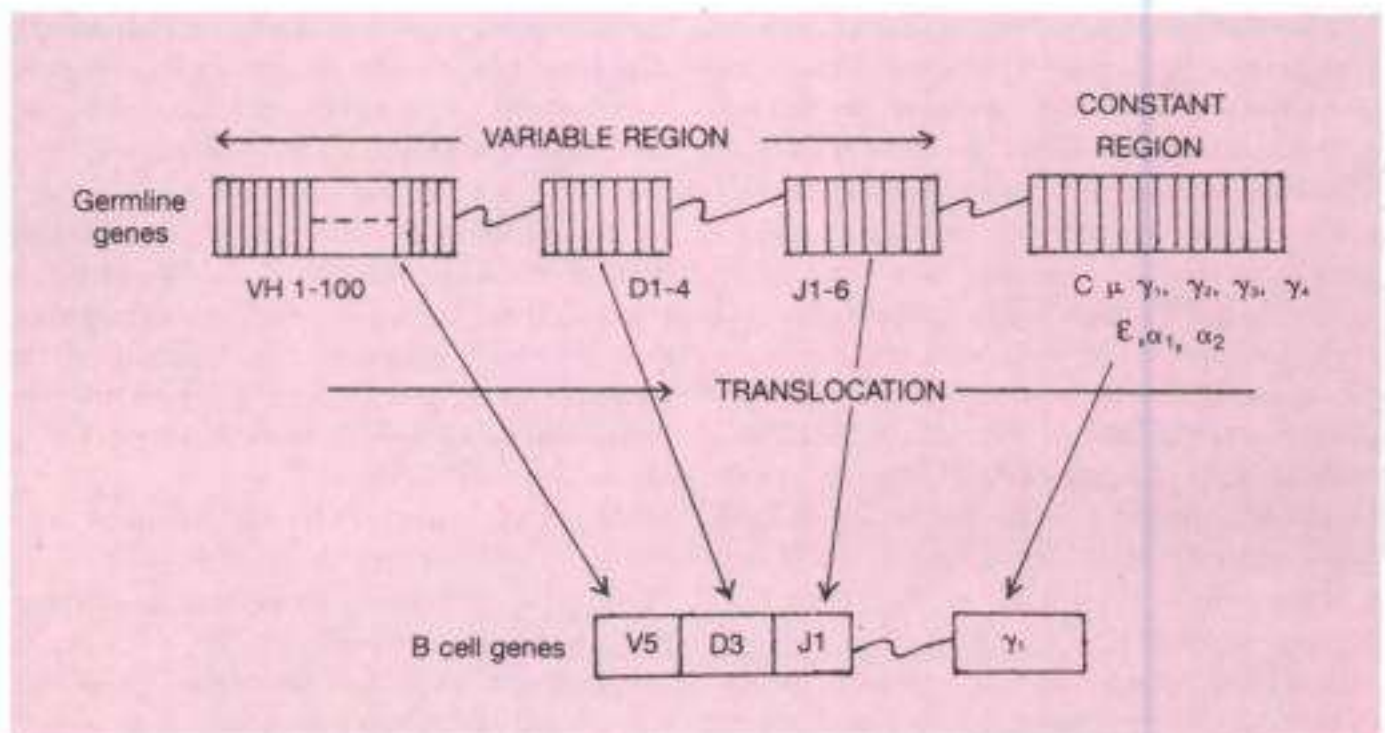 CONSTANT
VARIABLE REGION
REGION
Germline
genes
VH 1-100
D1-4
J1-6
C μ γ₁, γ₂, γ₃, γ₄
ε, α₁, α₂
TRANSLOCATION
B cell genes
V5
D3
J1
γ₁